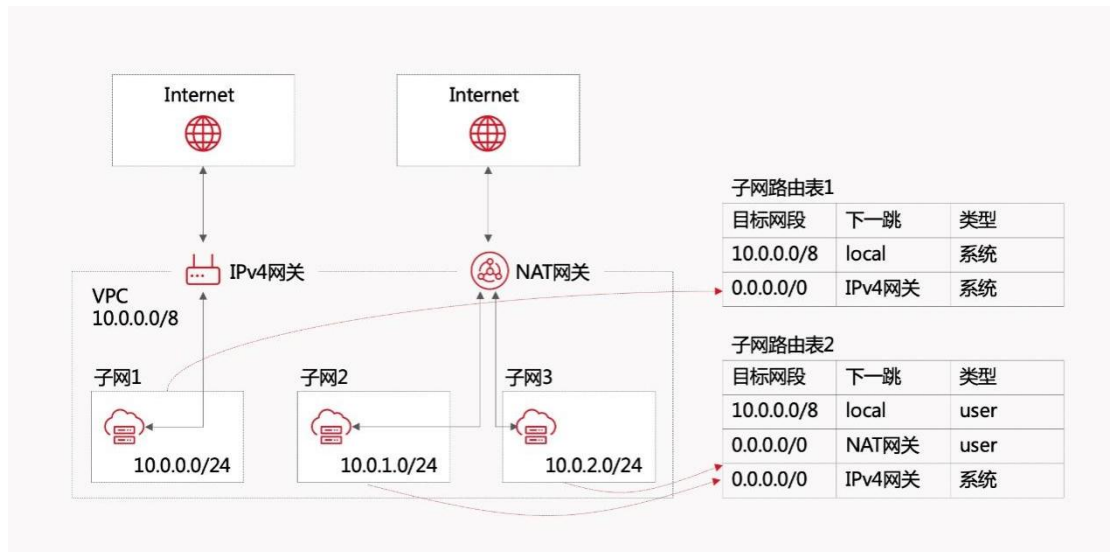 Internet
Internet
IPv4网关
NAT网关
VPC
10.0.0.0/8
子网1
10.0.0.0/24
子网2
10.0.1.0/24
子网3
10.0.2.0/24
子网路由表1
目标网段 下一跳 类型
10.0.0.0/8 local 系统
0.0.0.0/0 IPv4网关 系统
子网路由表2
目标网段 下一跳 类型
10.0.0.0/8 local user
0.0.0.0/0 NAT网关 user
0.0.0.0/0 IPv4网关 系统